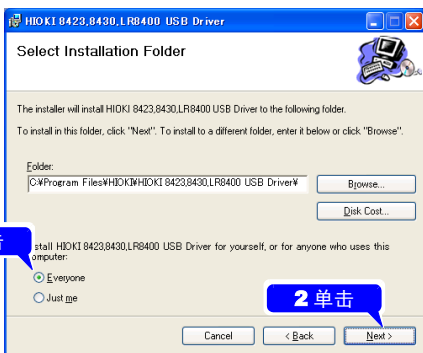 HIOKI 8423,8430,LR8400 USB Driver
Select Installation Folder
The installer will install HIOKI 8423,8430,LR8400 USB Driver to the following folder.
To install in this folder, click "Next". To install to a different folder, enter it below or click "Browse".
Folder:
C:¥Program Files¥HIOKI¥HIOKI 8423,8430,LR8400 USB Driver¥
Browse...
Disk Cost...
stall HIOKI 8423,8430,LR8400 USB Driver for yourself, or for anyone who uses this
omputer:
击
Everyone
Just me
2 单击
Cancel
< Back
Next >